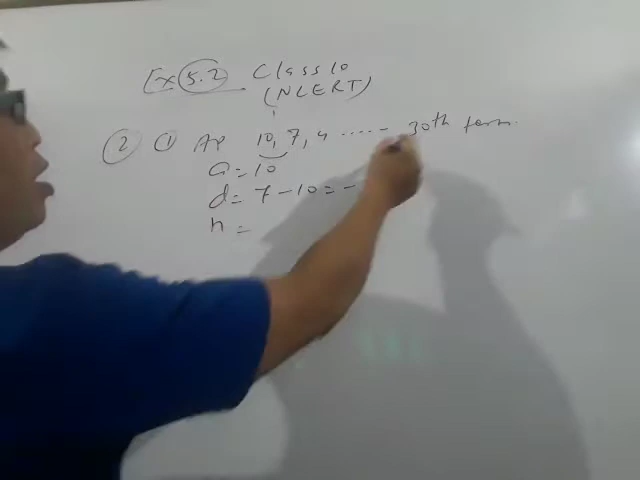 Ex 5.2 Class 10
(NCERT)
2 1 AP 10, 7, 4 ..... 30th term.
a = 10
d = 7 - 10 = -
n =